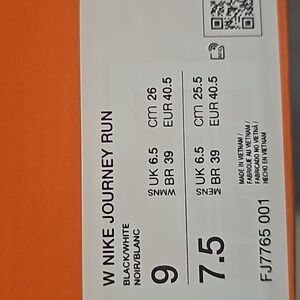 W NIKE JOURNEY RUN
BLACK/WHITE
NOIR/BLANC
9
WMNS
UK 6.5
BR 39
cm 26
EUR 40.5
7.5
MENS
UK 6.5
BR 39
cm 25.5
EUR 40.5
MADE IN VIETNAM /
FABRIQUÉ AU VIETNAM /
FABRICADO NO VIETNÃ /
HECHO EN VIETNAM
FJ7765 001